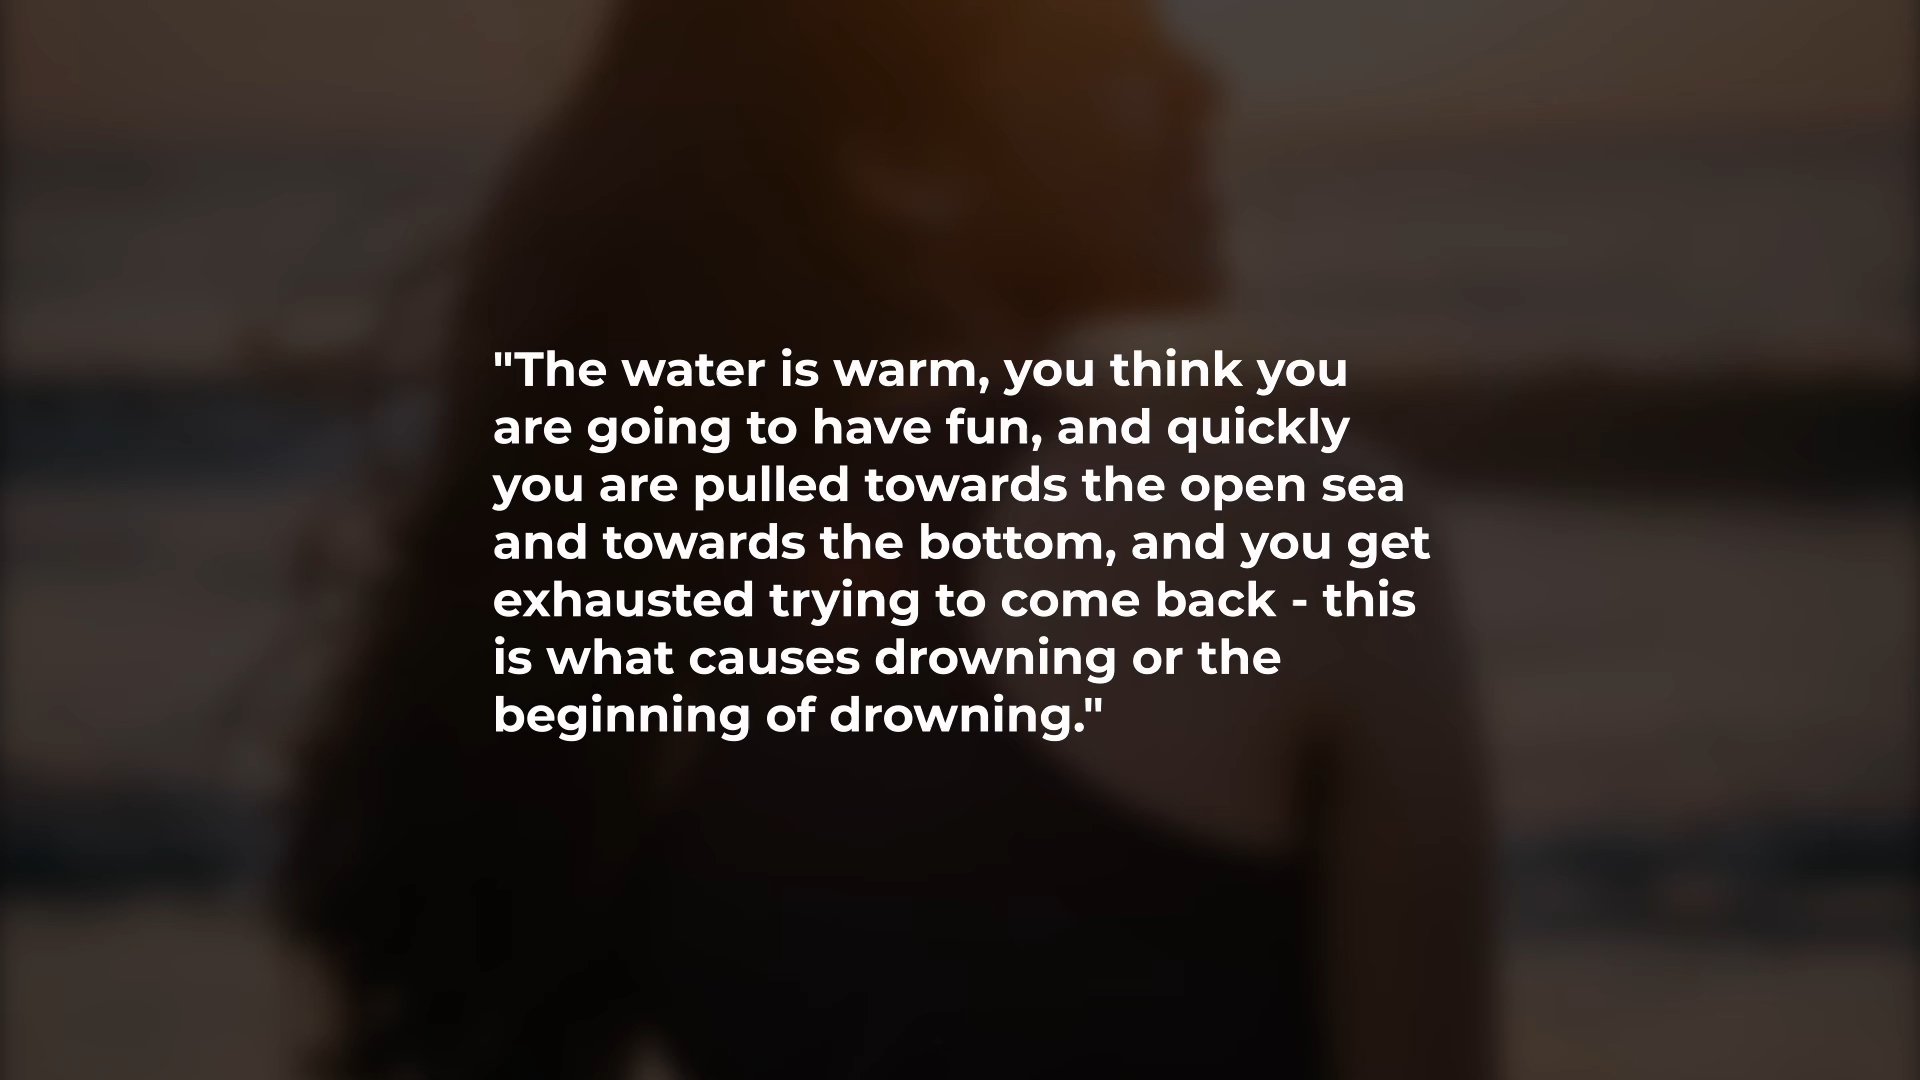 "The water is warm, you think you
are going to have fun, and quickly
you are pulled towards the open sea
and towards the bottom, and you get
exhausted trying to come back - this
is what causes drowning or the
beginning of drowning."